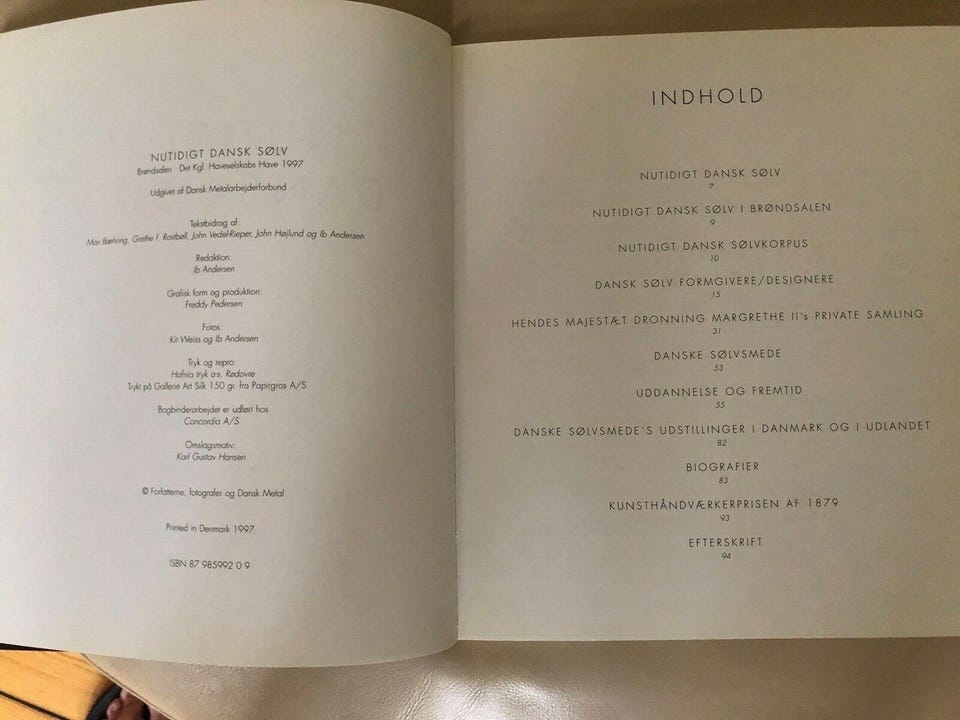 NUTIDIGT DANSK SØLV
Brøndsalen · Det Kgl. Haveselskabs Have 1997
Udgivet af Dansk Metalarbejderforbund
Tekstbidrag af:
Max Bæhring, Grethe F. Rostbøll, John Vedel-Rieper, John Højlund og Ib Andersen
Redaktion:
Ib Andersen
Grafisk form og produktion:
Freddy Pedersen
Fotos:
Kit Weiss og Ib Andersen
Tryk og repro:
Hafnia tryk a·s, Rødovre
Trykt på Gallerie Art Silk 150 gr. fra Papirgros A/S
Bogbinderarbejdet er udført hos
Concordia A/S
Omslagsmotiv:
Karl Gustav Hansen
© Forfatterne, fotografer og Dansk Metal
Printed in Denmark 1997
ISBN 87 985992 0 9
INDHOLD
NUTIDIGT DANSK SØLV
7
NUTIDIGT DANSK SØLV I BRØNDSALEN
9
NUTIDIGT DANSK SØLVKORPUS
10
DANSK SØLV FORMGIVERE/DESIGNERE
15
HENDES MAJESTÆT DRONNING MARGRETHE II's PRIVATE SAMLING
31
DANSKE SØLVSMEDE
53
UDDANNELSE OG FREMTID
55
DANSKE SØLVSMEDE'S UDSTILLINGER I DANMARK OG I UDLANDET
82
BIOGRAFIER
83
KUNSTHÅNDVÆRKERPRISEN AF 1879
93
EFTERSKRIFT
94